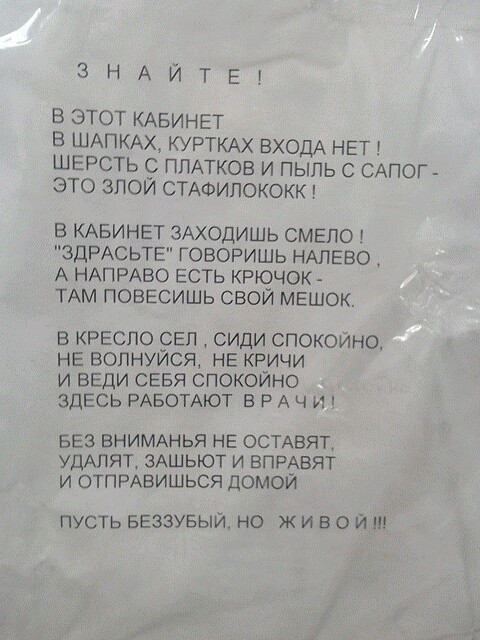 З Н А Й Т Е !
В ЭТОТ КАБИНЕТ
В ШАПКАХ, КУРТКАХ ВХОДА НЕТ !
ШЕРСТЬ С ПЛАТКОВ И ПЫЛЬ С САПОГ -
ЭТО ЗЛОЙ СТАФИЛОКОКК !
В КАБИНЕТ ЗАХОДИШЬ СМЕЛО !
"ЗДРАСЬТЕ" ГОВОРИШЬ НАЛЕВО ,
А НАПРАВО ЕСТЬ КРЮЧОК -
ТАМ ПОВЕСИШЬ СВОЙ МЕШОК.
В КРЕСЛО СЕЛ , СИДИ СПОКОЙНО,
НЕ ВОЛНУЙСЯ, НЕ КРИЧИ
И ВЕДИ СЕБЯ СПОКОЙНО
ЗДЕСЬ РАБОТАЮТ В Р А Ч И !
БЕЗ ВНИМАНЬЯ НЕ ОСТАВЯТ,
УДАЛЯТ, ЗАШЬЮТ И ВПРАВЯТ
И ОТПРАВИШЬСЯ ДОМОЙ
ПУСТЬ БЕЗЗУБЫЙ, НО Ж И В О Й !!!